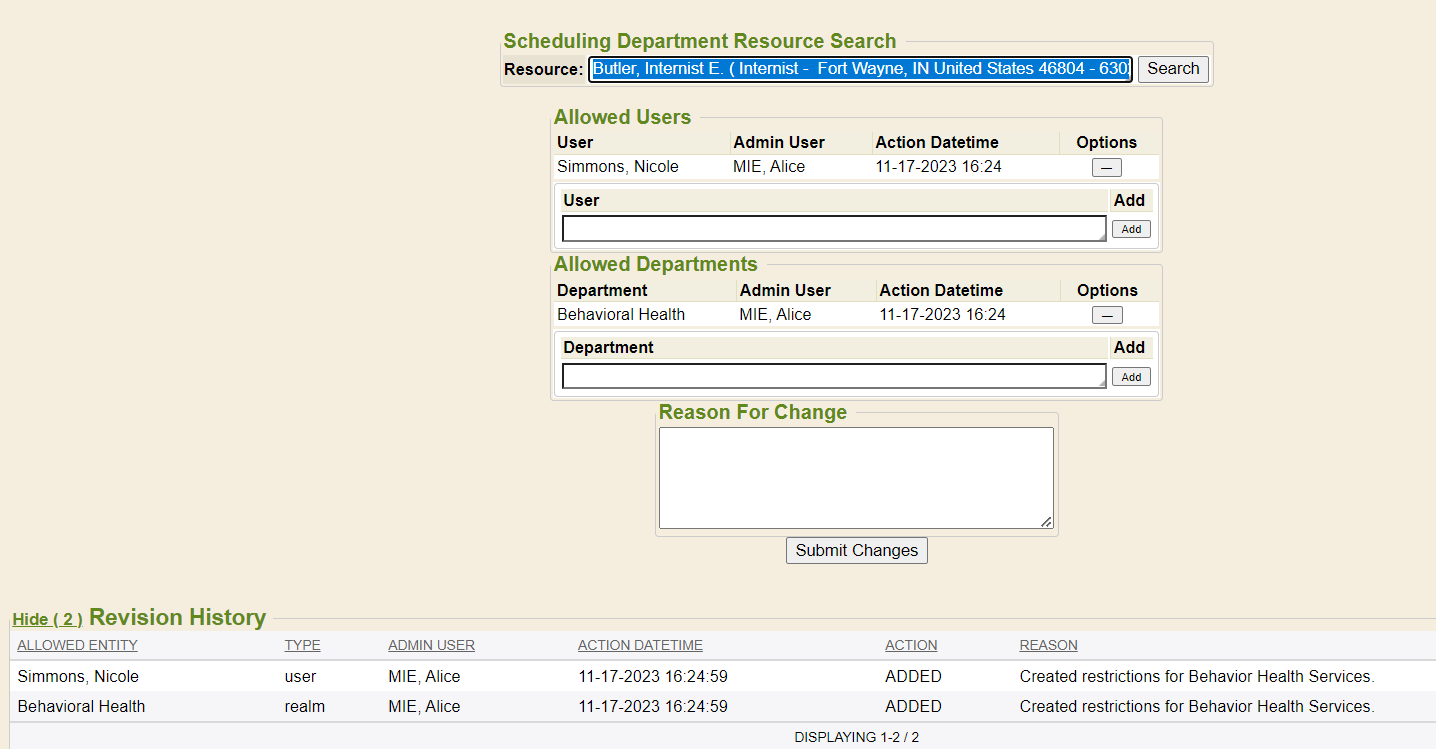 Scheduling Department Resource Search
Resource: Butler, Internist E. ( Internist - Fort Wayne, IN United States 46804 - 630 Search
Allowed Users
User Admin User Action Datetime Options
Simmons, Nicole MIE, Alice 11-17-2023 16:24 —
User Add
Add
Allowed Departments
Department Admin User Action Datetime Options
Behavioral Health MIE, Alice 11-17-2023 16:24 —
Department Add
Add
Reason For Change
Submit Changes
Hide ( 2 ) Revision History
ALLOWED ENTITY TYPE ADMIN USER ACTION DATETIME ACTION REASON
Simmons, Nicole user MIE, Alice 11-17-2023 16:24:59 ADDED Created restrictions for Behavior Health Services.
Behavioral Health realm MIE, Alice 11-17-2023 16:24:59 ADDED Created restrictions for Behavior Health Services.
DISPLAYING 1-2 / 2